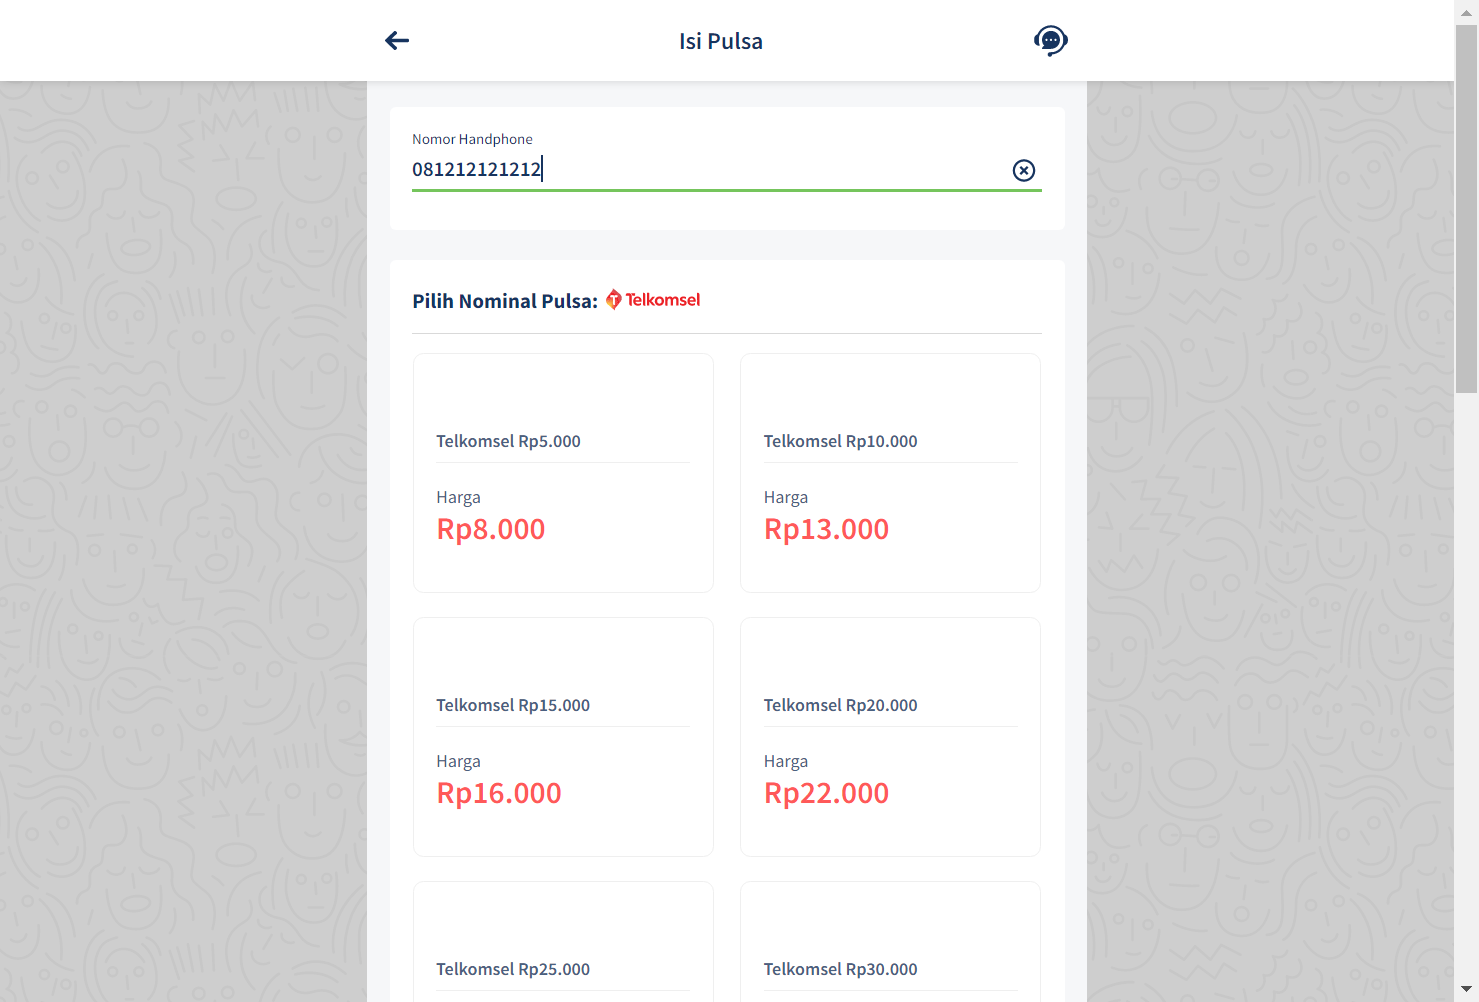 Isi Pulsa
Nomor Handphone
081212121212
Pilih Nominal Pulsa: Telkomsel
Telkomsel Rp5.000
Harga
Rp8.000
Telkomsel Rp10.000
Harga
Rp13.000
Telkomsel Rp15.000
Harga
Rp16.000
Telkomsel Rp20.000
Harga
Rp22.000
Telkomsel Rp25.000
Telkomsel Rp30.000